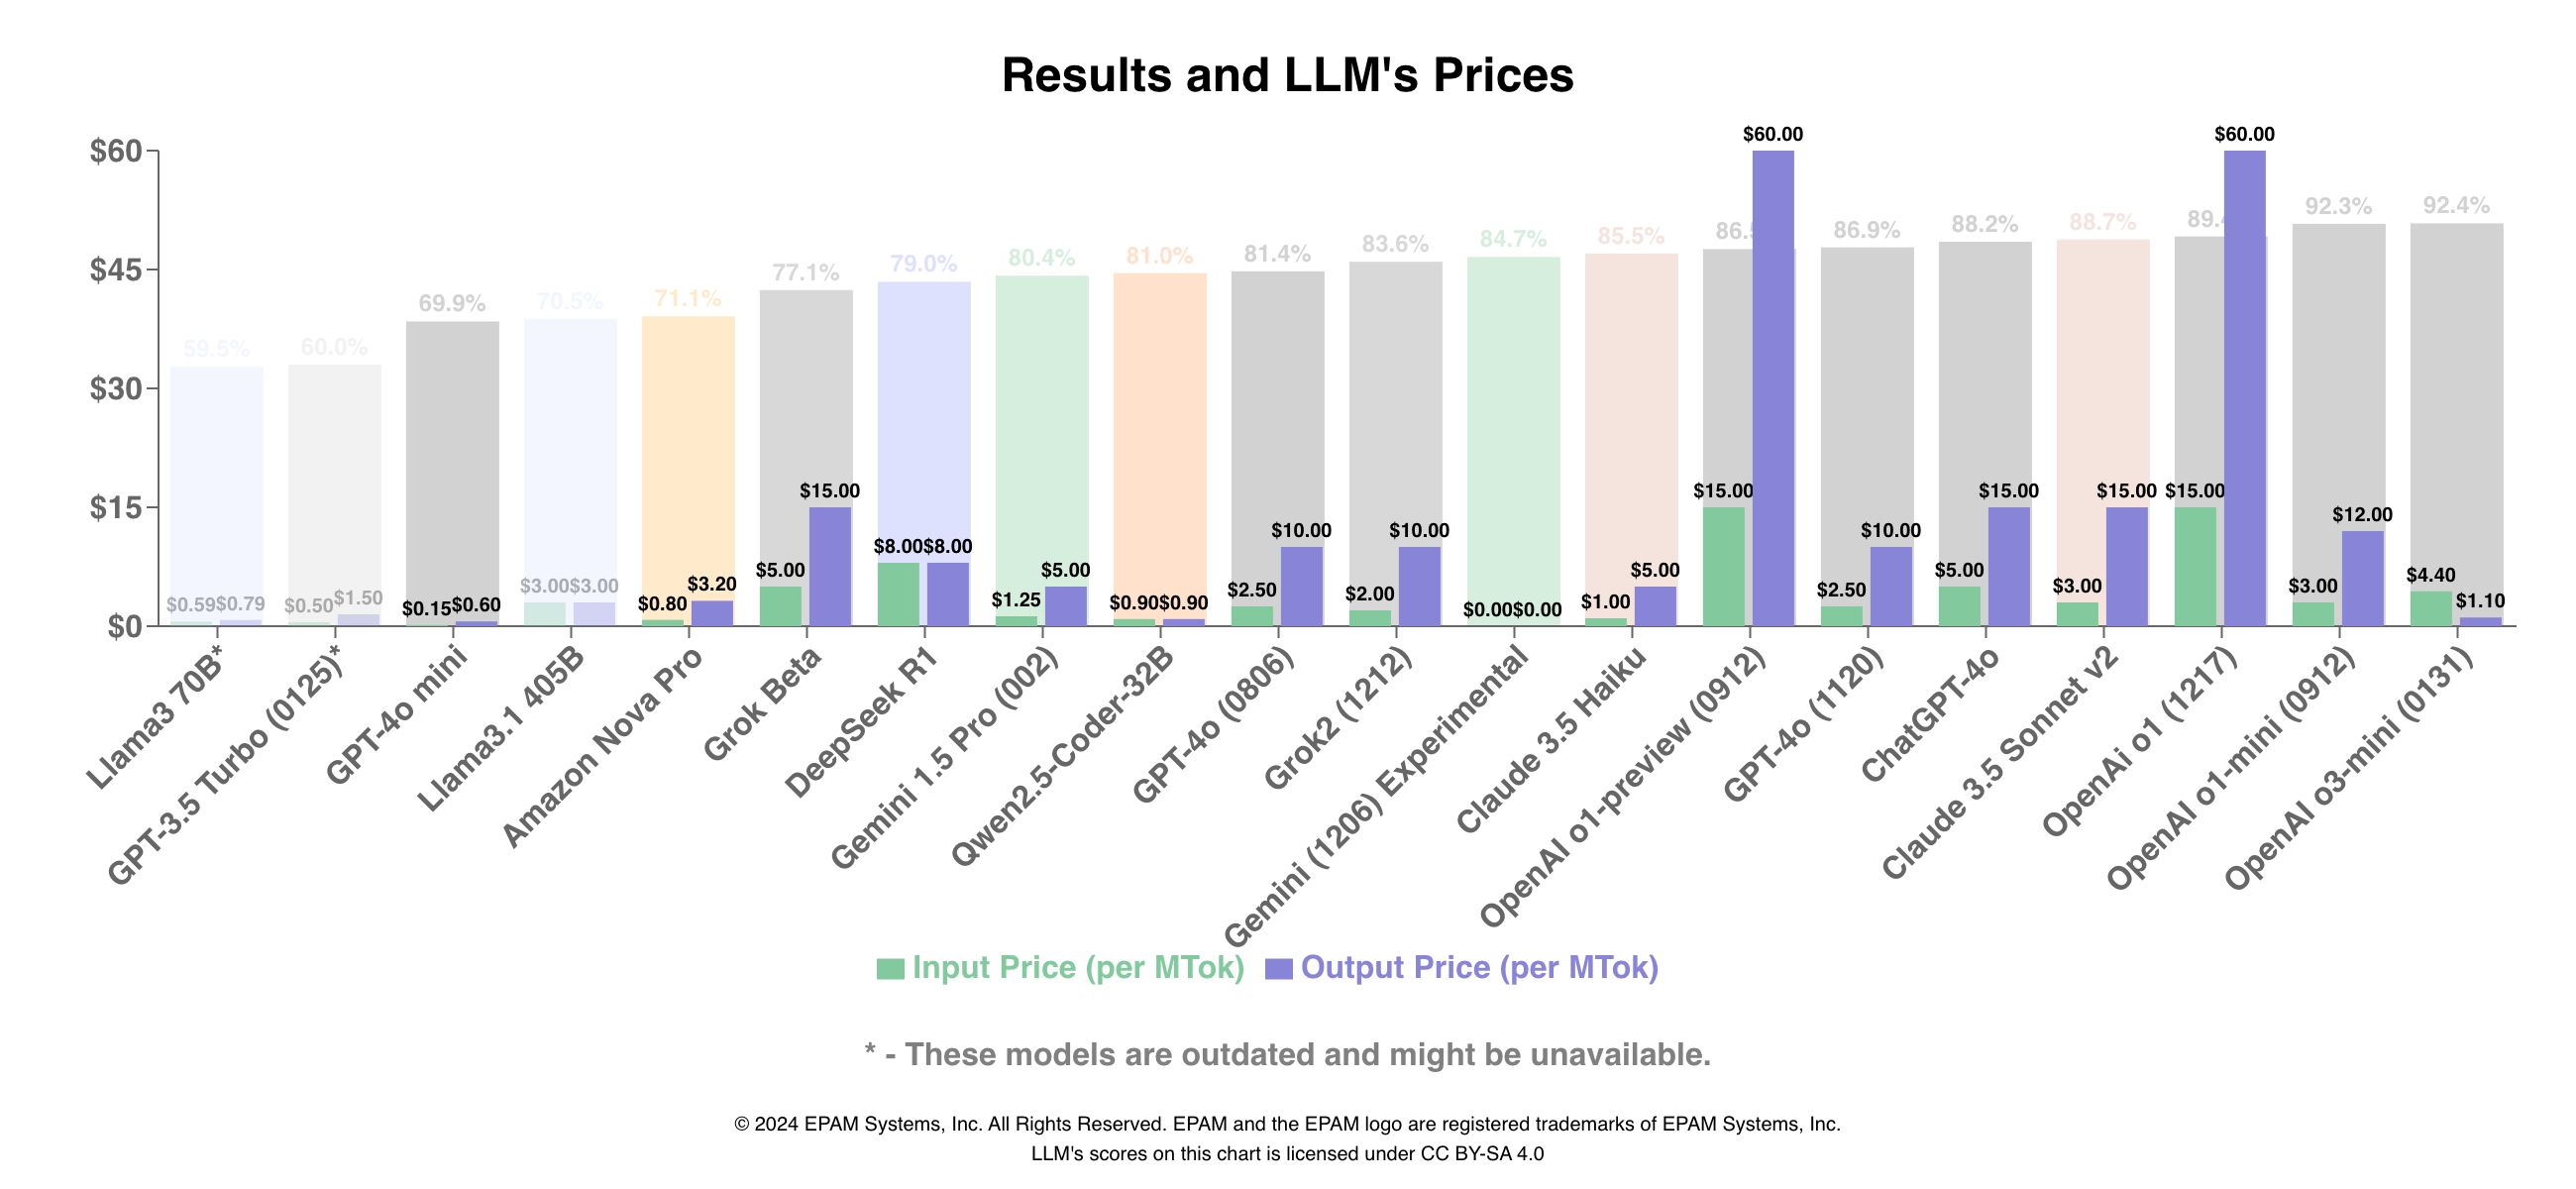 Results and LLM's Prices
$60
$45
$30
$15
$0
59.5%
60.0%
69.9%
70.5%
71.1%
77.1%
79.0%
80.4%
81.0%
81.4%
83.6%
84.7%
85.5%
86.9%
88.2%
88.7%
92.3%
92.4%
$0.59 $0.79
$0.50 $1.50
$0.15 $0.60
$3.00 $3.00
$0.80 $3.20
$5.00 $15.00
$8.00 $8.00
$1.25 $5.00
$0.90 $0.90
$2.50 $10.00
$2.00 $10.00
$0.00 $0.00
$1.00 $5.00
$15.00 $60.00
$2.50 $10.00
$5.00 $15.00
$3.00 $15.00
$15.00 $60.00
$3.00 $12.00
$4.40 $1.10
Llama3 70B*
GPT-3.5 Turbo (0125)*
GPT-4o mini
Llama3.1 405B
Amazon Nova Pro
Grok Beta
DeepSeek R1
Gemini 1.5 Pro (002)
Qwen2.5-Coder-32B
GPT-4o (0806)
Grok2 (1212)
Gemini (1206) Experimental
Claude 3.5 Haiku
OpenAI o1-preview (0912)
GPT-4o (1120)
ChatGPT-4o
Claude 3.5 Sonnet v2
OpenAi o1 (1217)
OpenAI o1-mini (0912)
OpenAI o3-mini (0131)
Input Price (per MTok) Output Price (per MTok)
* - These models are outdated and might be unavailable.
© 2024 EPAM Systems, Inc. All Rights Reserved. EPAM and the EPAM logo are registered trademarks of EPAM Systems, Inc.
LLM's scores on this chart is licensed under CC BY-SA 4.0